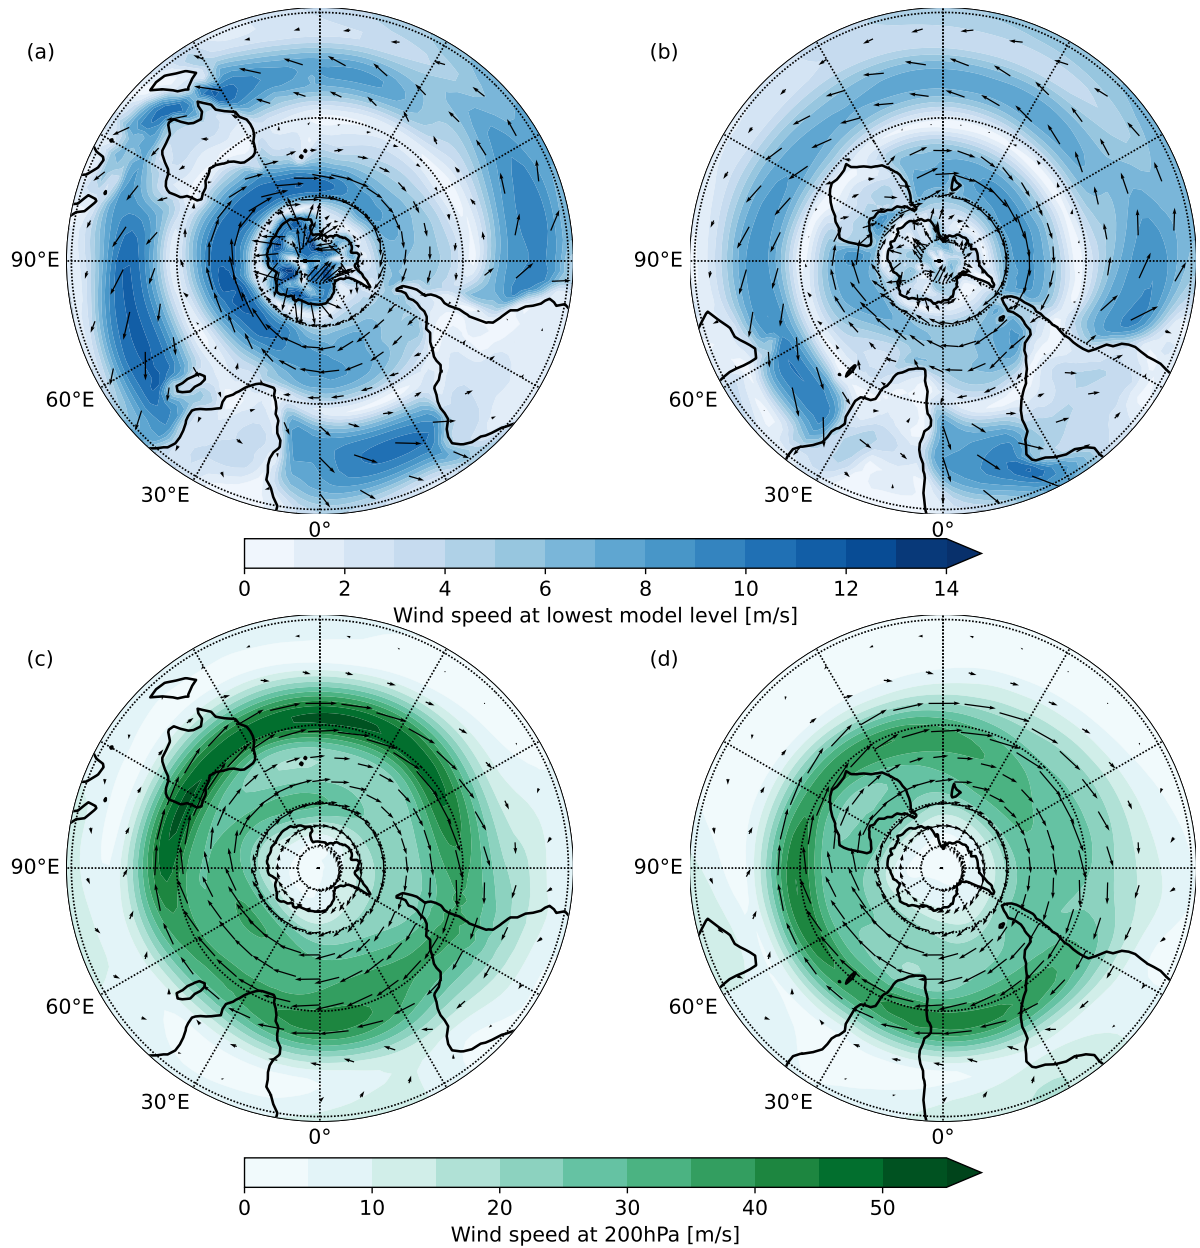 (a)
(b)
90°E
60°E
30°E
0°
90°E
60°E
30°E
0°
0 2 4 6 8 10 12 14
Wind speed at lowest model level [m/s]
(c)
(d)
90°E
60°E
30°E
0°
90°E
60°E
30°E
0°
0 10 20 30 40 50
Wind speed at 200hPa [m/s]